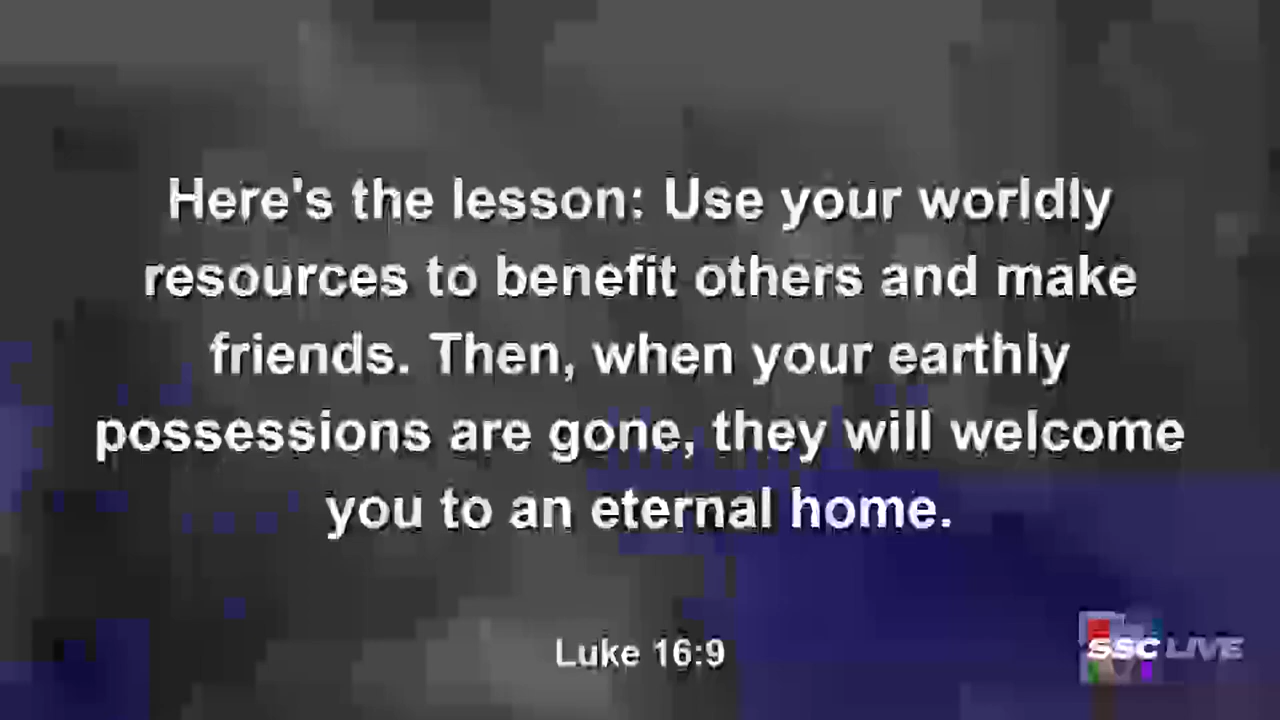 Here's the lesson: Use your worldly
resources to benefit others and make
friends. Then, when your earthly
possessions are gone, they will welcome
you to an eternal home.
Luke 16:9
SSC LIVE